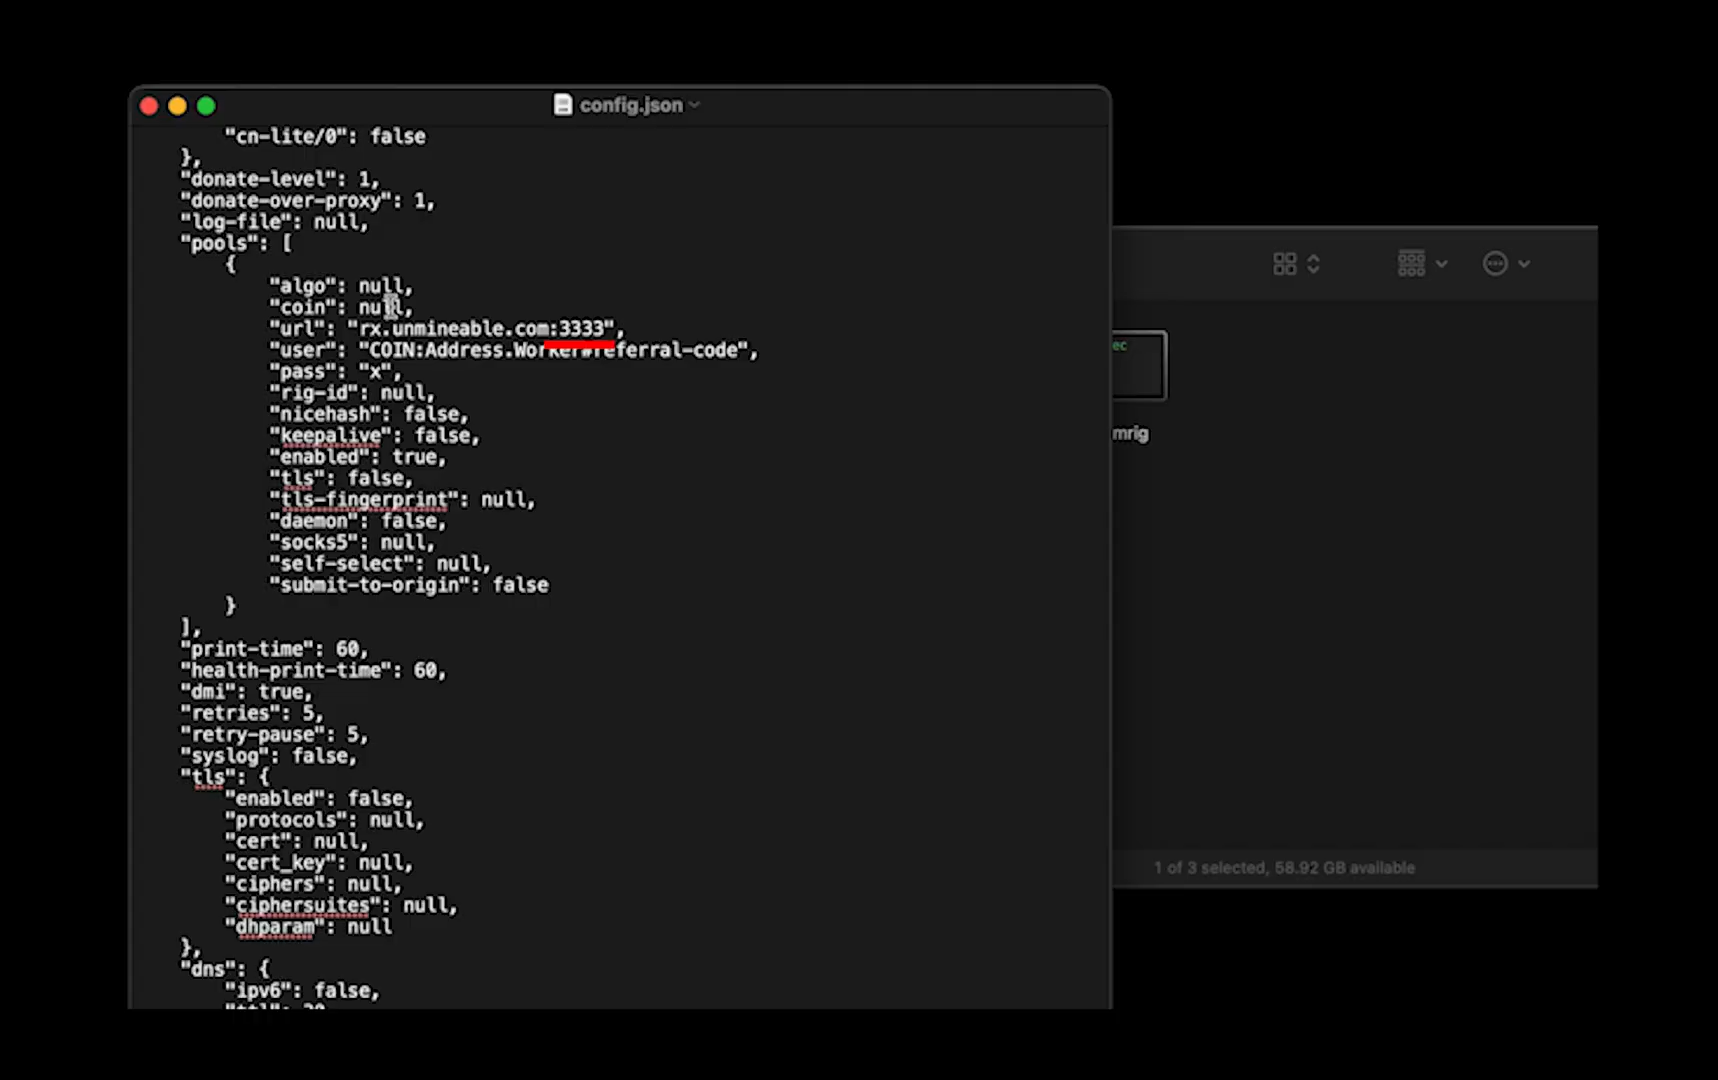 config.json
"cn-lite/0": false
},
"donate-level": 1,
"donate-over-proxy": 1,
"log-file": null,
"pools": [
{
"algo": null,
"coin": null,
"url": "rx.unmineable.com:3333",
"user": "COIN:Address.Worker#referral-code",
"pass": "x",
"rig-id": null,
"nicehash": false,
"keepalive": false,
"enabled": true,
"tls": false,
"tls-fingerprint": null,
"daemon": false,
"socks5": null,
"self-select": null,
"submit-to-origin": false
}
],
"print-time": 60,
"health-print-time": 60,
"dmi": true,
"retries": 5,
"retry-pause": 5,
"syslog": false,
"tls": {
"enabled": false,
"protocols": null,
"cert": null,
"cert_key": null,
"ciphers": null,
"ciphersuites": null,
"dhparam": null
},
"dns": {
"ipv6": false,
ec
mrig
1 of 3 selected, 58.92 GB available